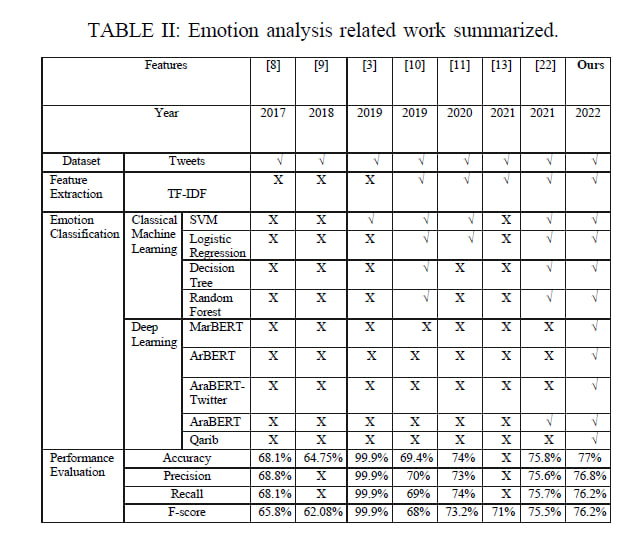 TABLE II: Emotion analysis related work summarized.
Features [8] [9] [3] [10] [11] [13] [22] Ours
Year 2017 2018 2019 2019 2020 2021 2021 2022
Dataset Tweets √ √ √ √ √ √ √ √
Feature Extraction TF-IDF X X X √ √ √ √ √
Emotion Classification Classical Machine Learning SVM X X √ √ √ X √ √
Logistic Regression X X X √ √ X √ √
Decision Tree X X X √ X X √ √
Random Forest X X X √ X X √ √
Deep Learning MarBERT X X X X X X X √
ArBERT X X X X X X X √
AraBERT-Twitter X X X X X X X √
AraBERT X X X X X X √ √
Qarib X X X X X X X √
Performance Evaluation Accuracy 68.1% 64.75% 99.9% 69.4% 74% X 75.8% 77%
Precision 68.8% X 99.9% 70% 73% X 75.6% 76.8%
Recall 68.1% X 99.9% 69% 74% X 75.7% 76.2%
F-score 65.8% 62.08% 99.9% 68% 73.2% 71% 75.5% 76.2%